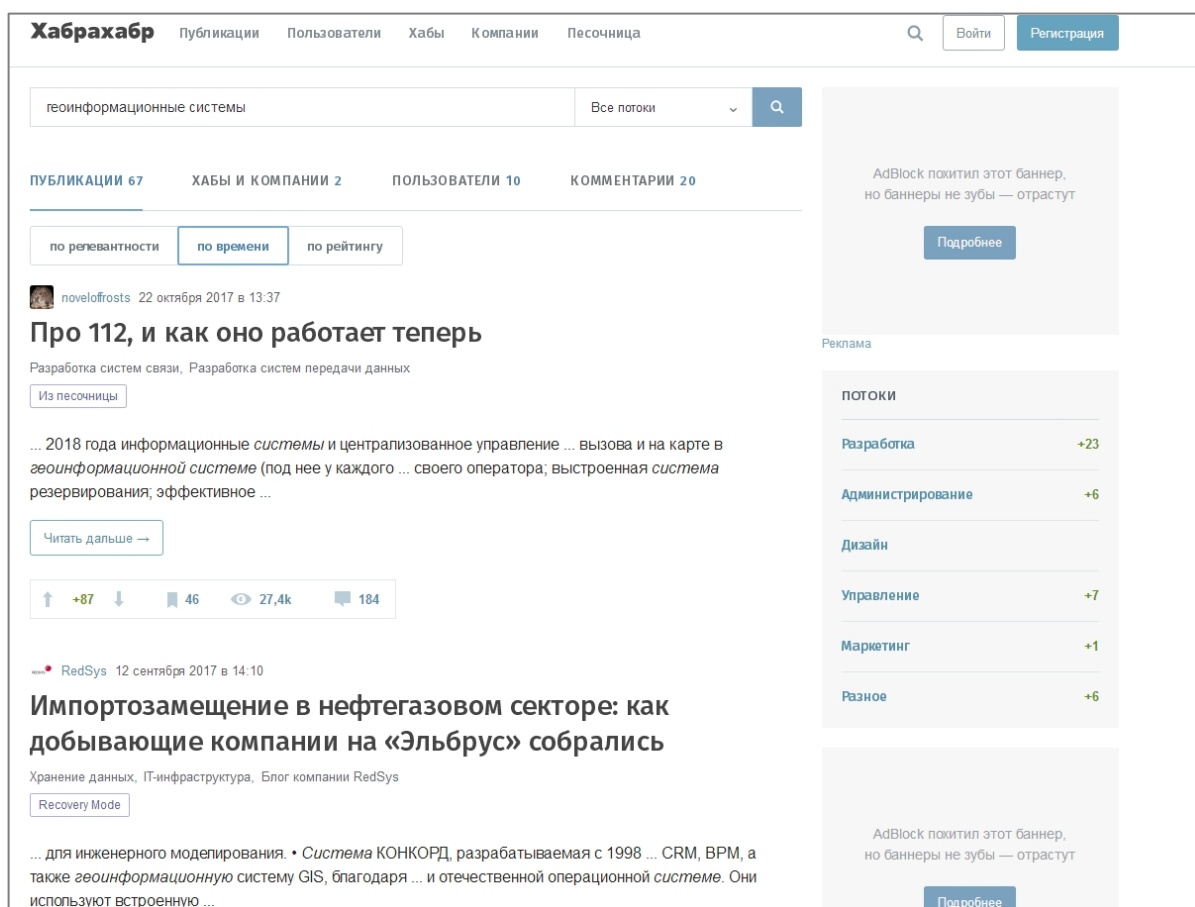 Хабрахабр Публикации Пользователи Хабы Компании Песочница Войти Регистрация
геоинформационные системы Все потоки
ПУБЛИКАЦИИ 67 ХАБЫ И КОМПАНИИ 2 ПОЛЬЗОВАТЕЛИ 10 КОММЕНТАРИИ 20
по релевантности по времени по рейтингу
noveloffrosts 22 октября 2017 в 13:37
Про 112, и как оно работает теперь
Разработка систем связи, Разработка систем передачи данных
Из песочницы
... 2018 года информационные системы и централизованное управление ... вызова и на карте в
геоинформационной системе (под нее у каждого ... своего оператора; выстроенная система
резервирования; эффективное ...
Читать дальше →
+87 46 27,4k 184
RedSys 12 сентября 2017 в 14:10
Импортозамещение в нефтегазовом секторе: как
добывающие компании на «Эльбрус» собрались
Хранение данных, IT-инфраструктура, Блог компании RedSys
Recovery Mode
... для инженерного моделирования. • Система КОНКОРД, разрабатываемая с 1998 ... CRM, BPM, а
также геоинформационную систему GIS, благодаря ... и отечественной операционной системе. Они
используют встроенную ...
AdBlock похитил этот баннер,
но баннеры не зубы — отрастут
Подробнее
Реклама
ПОТОКИ
Разработка +23
Администрирование +6
Дизайн
Управление +7
Маркетинг +1
Разное +6
AdBlock похитил этот баннер,
но баннеры не зубы — отрастут
Подробнее